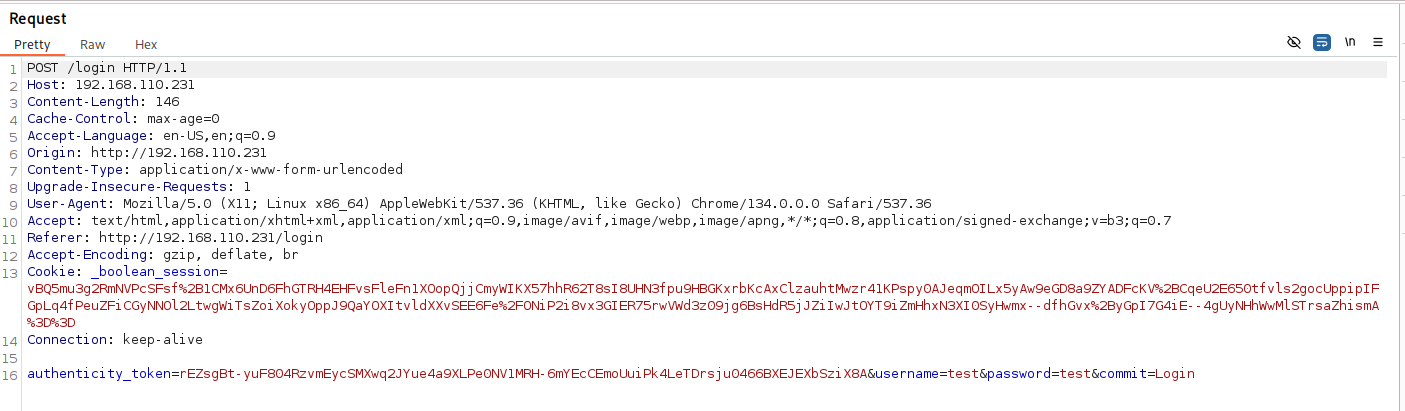 Request
Pretty Raw Hex
\n
1 POST /login HTTP/1.1
2 Host: 192.168.110.231
3 Content-Length: 146
4 Cache-Control: max-age=0
5 Accept-Language: en-US,en;q=0.9
6 Origin: http://192.168.110.231
7 Content-Type: application/x-www-form-urlencoded
8 Upgrade-Insecure-Requests: 1
9 User-Agent: Mozilla/5.0 (X11; Linux x86_64) AppleWebKit/537.36 (KHTML, like Gecko) Chrome/134.0.0.0 Safari/537.36
10 Accept: text/html,application/xhtml+xml,application/xml;q=0.9,image/avif,image/webp,image/apng,*/*;q=0.8,application/signed-exchange;v=b3;q=0.7
11 Referer: http://192.168.110.231/login
12 Accept-Encoding: gzip, deflate, br
13 Cookie: _boolean_session=
vBQ5mu3g2RmNVPcSFsf%2B1CMx6UnD6FhGTRH4EHFvsFleFn1XOopQjjCmyWIKX57hhR62T8sI8UHN3fpu9HBGKxrbKcAxClzauhtMwzr41KPspyOAJeqmOILx5yAw9eGD8a9ZYADFcKV%2BCqeU2E650tfvls2gocUppipIF
GpLq4fPeuZFiCGyNNOl2LtwgWiTsZoiXokyOppJ9QaYOXItvldXXvSEE6Fe%2FONiP2i8vx3GIER75rwVWd3z09jg6BsHdR5jJZiIwJtOYT9iZmHhxN3XI0SyHwmx--dfhGvx%2ByGpI7G4iE--4gUyNHhWwMlSTrsaZhismA
%3D%3D
14 Connection: keep-alive
15
16 authenticity_token=rEZsgBt-yuF804RzvmEycSMXwq2JYue4a9XLPe0NV1MRH-6mYEcCEmoUuiPk4LeTDrsju0466BXEJEXbSziX8A&username=test&password=test&commit=Login